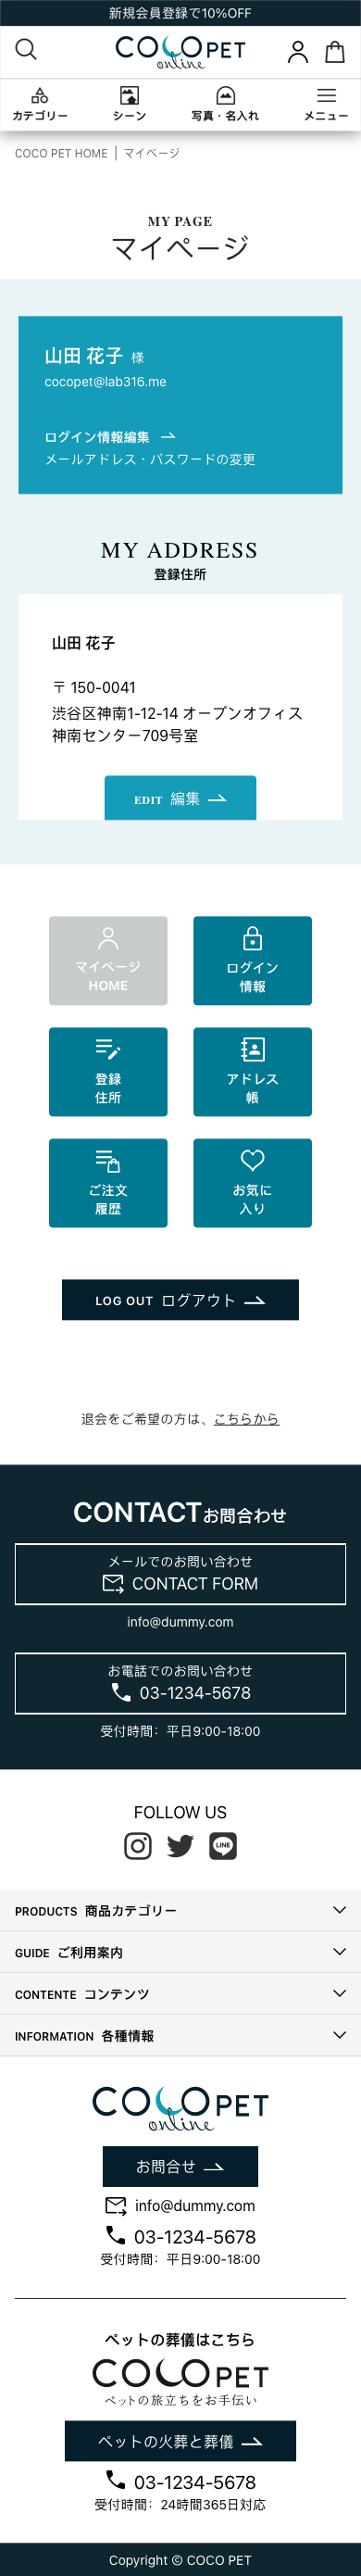 新規会員登録で10%OFF
COCOPET
online
カテゴリー シーン 写真・名入れ メニュー
COCO PET HOME | マイページ
MY PAGE
マイページ
山田 花子 様
cocopet@lab316.me
ログイン情報編集
メールアドレス・パスワードの変更
MY ADDRESS
登録住所
山田 花子
〒 150-0041
渋谷区神南1-12-14 オープンオフィス
神南センター709号室
EDIT 編集
マイページ
HOME
ログイン
情報
登録
住所
アドレス
帳
ご注文
履歴
お気に
入り
LOG OUT ログアウト
退会をご希望の方は、こちらから
CONTACTお問合わせ
メールでのお問い合わせ
CONTACT FORM
info@dummy.com
お電話でのお問い合わせ
03-1234-5678
受付時間：平日9:00-18:00
FOLLOW US
LINE
PRODUCTS 商品カテゴリー
GUIDE ご利用案内
CONTENTE コンテンツ
INFORMATION 各種情報
COCOPET
online
お問合せ
info@dummy.com
03-1234-5678
受付時間：平日9:00-18:00
ペットの葬儀はこちら
COCOPET
ペットの旅立ちをお手伝い
ペットの火葬と葬儀
03-1234-5678
受付時間：24時間365日対応
Copyright © COCO PET